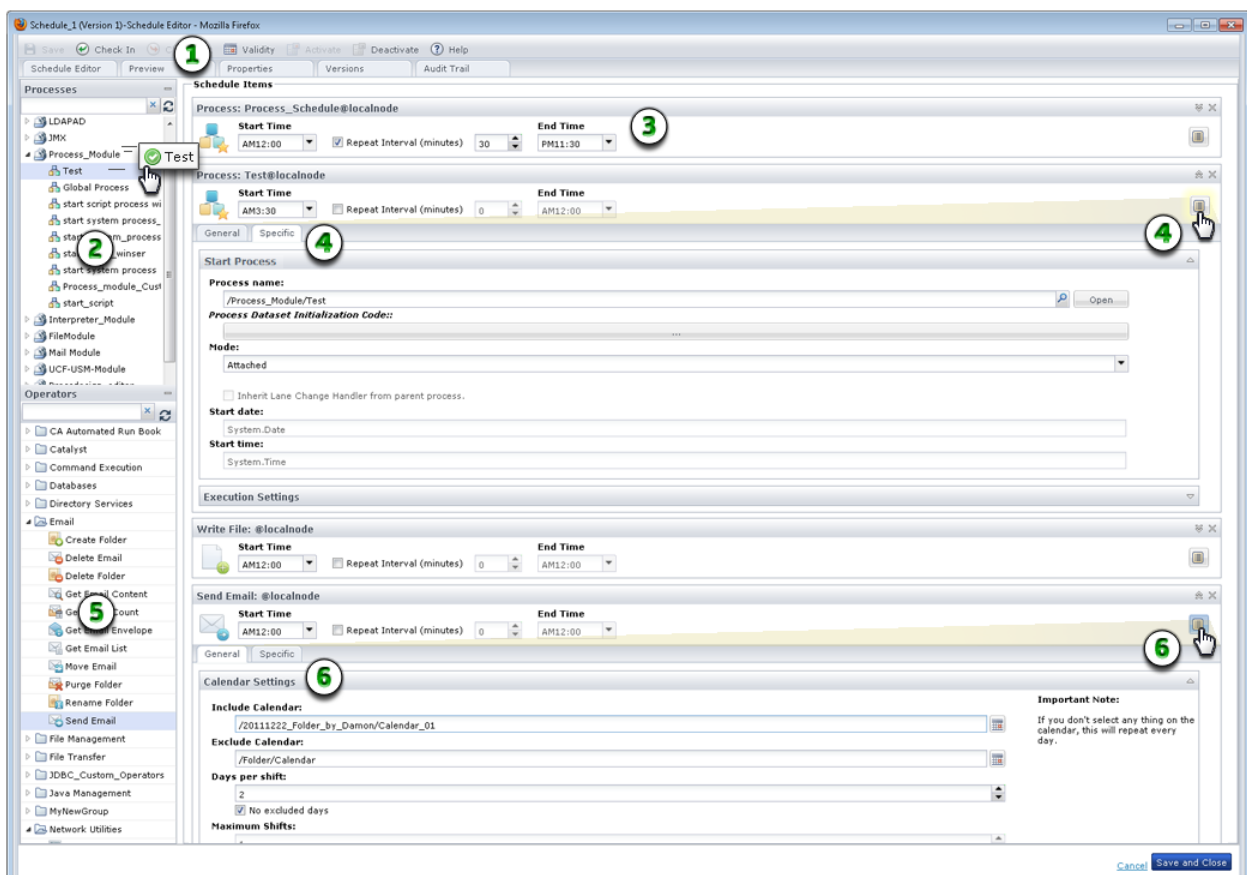 Schedule_1 (Version 1)-Schedule Editor - Mozilla Firefox
Save Check In Validity Activate Deactivate Help
1
Schedule Editor Preview Properties Versions Audit Trail
Processes
LDAPAD
JMX
Process_Module
Test
Test
Global Process
start script process wi
start system process_
2
start system process
Process_module_Cust
start_script
Interpreter_Module
FileModule
Mail Module
UCF-USM-Module
Operators
CA Automated Run Book
Catalyst
Command Execution
Databases
Directory Services
Email
Create Folder
Delete Email
Delete Folder
Get Email Content
5
Get Email Envelope
Get Email List
Move Email
Purge Folder
Rename Folder
Send Email
File Management
File Transfer
JDBC_Custom_Operators
Java Management
MyNewGroup
Network Utilities
Schedule Items
Process: Process_Schedule@localnode
3
Start Time End Time
AM12:00 Repeat Interval (minutes) 30 PM11:30
Process: Test@localnode
Start Time End Time
AM3:30 Repeat Interval (minutes) 0 AM12:00
General Specific
4
4
Start Process
Process name:
/Process_Module/Test Open
Process Dataset Initialization Code::
...
Mode:
Attached
Inherit Lane Change Handler from parent process.
Start date:
System.Date
Start time:
System.Time
Execution Settings
Write File: @localnode
Start Time End Time
AM12:00 Repeat Interval (minutes) 0 AM12:00
Send Email: @localnode
Start Time End Time
AM12:00 Repeat Interval (minutes) 0 AM12:00
General Specific
6
6
Calendar Settings
Include Calendar:
/20111222_Folder_by_Damon/Calendar_01
Exclude Calendar:
/Folder/Calendar
Days per shift:
2
No excluded days
Maximum Shifts:
Important Note:
If you don't select any thing on the
calendar, this will repeat every
day.
Cancel Save and Close